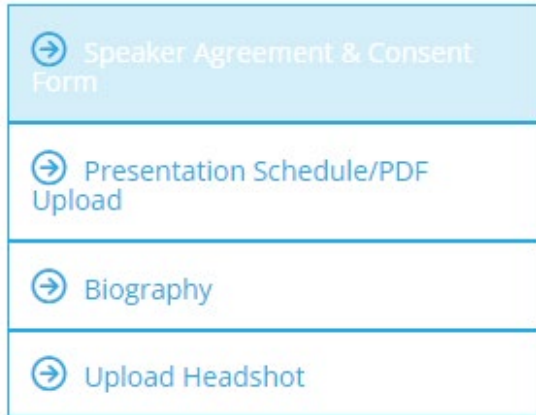 Speaker Agreement & Consent
Form
Presentation Schedule/PDF
Upload
Biography
Upload Headshot